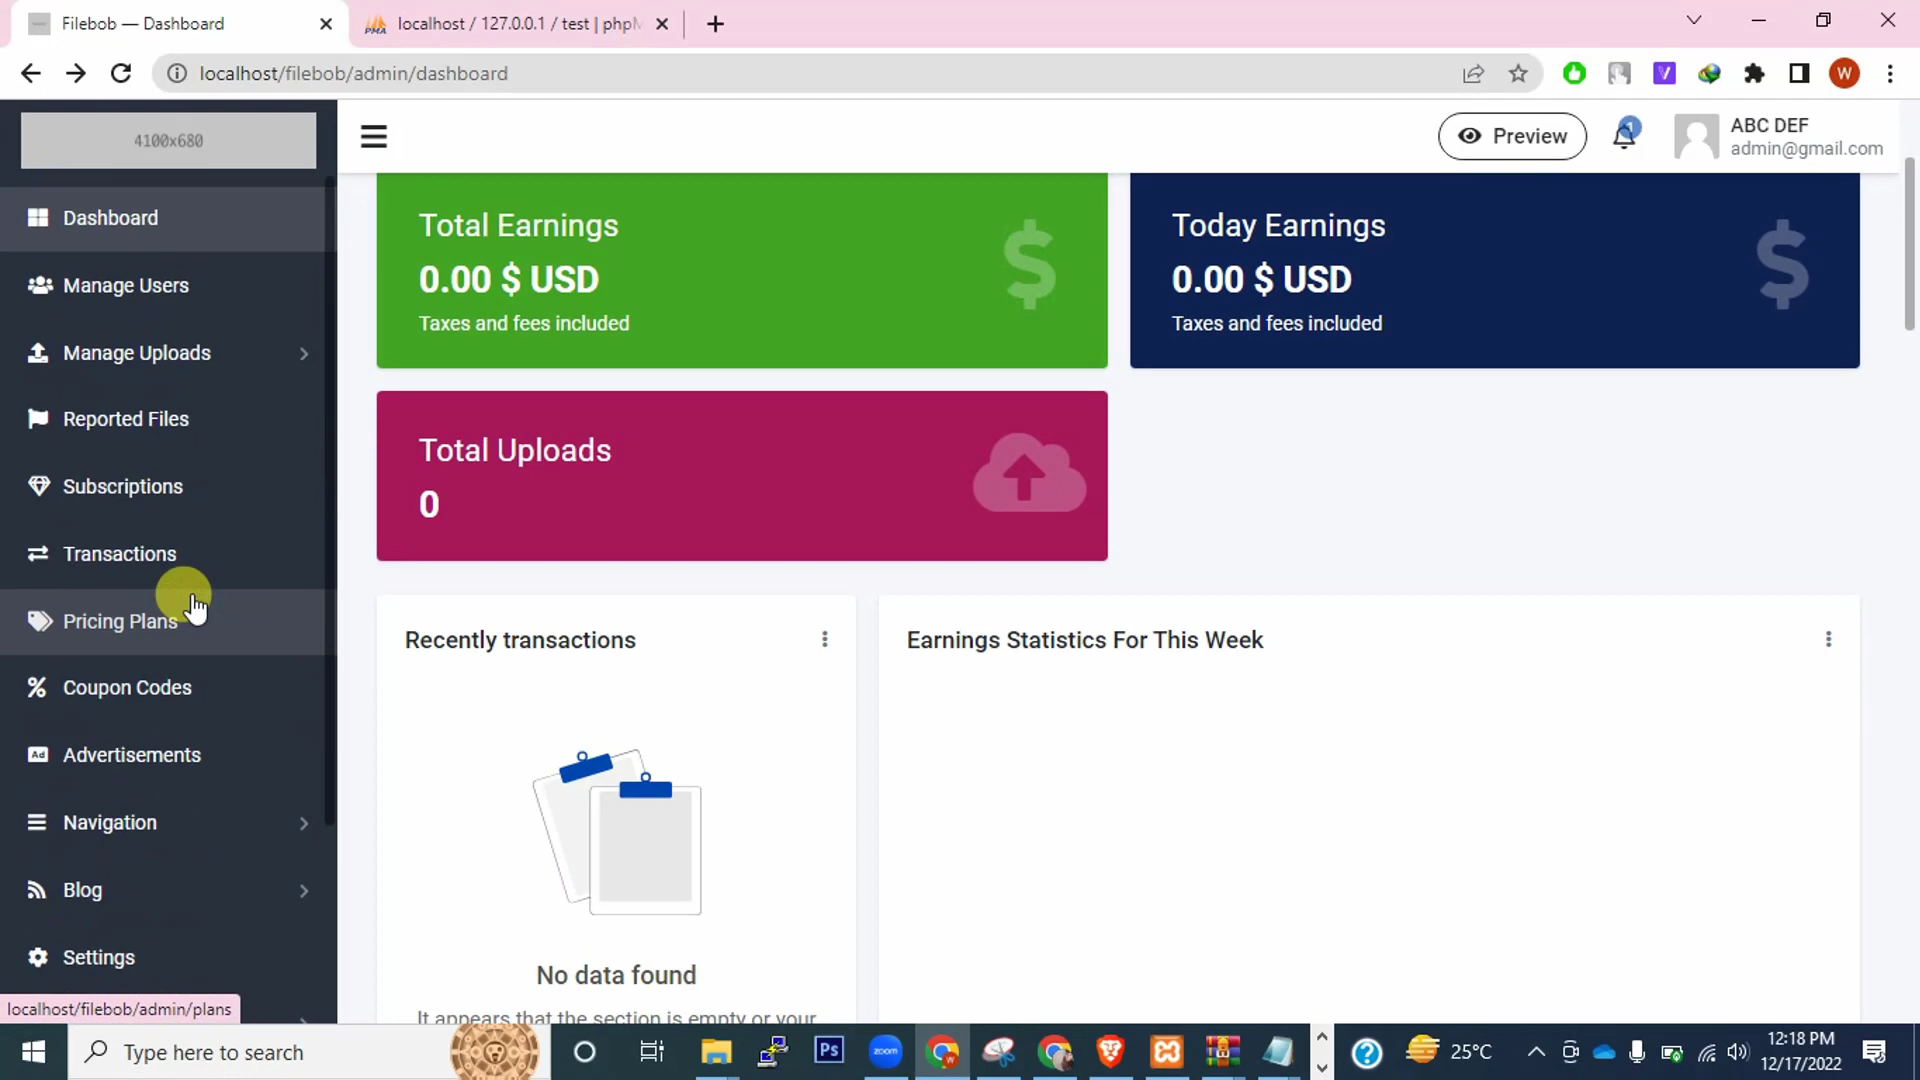 Filebob — Dashboard
localhost / 127.0.0.1 / test | phpM
localhost/filebob/admin/dashboard
W
4100x680
Preview
1
ABC DEF
admin@gmail.com
Dashboard
Manage Users
Manage Uploads
Reported Files
Subscriptions
Transactions
Pricing Plans
Coupon Codes
Ad Advertisements
Navigation
Blog
Settings
localhost/filebob/admin/plans
Total Earnings
0.00 $ USD
Taxes and fees included
Today Earnings
0.00 $ USD
Taxes and fees included
Total Uploads
0
Recently transactions
No data found
It appears that the section is empty or your
Earnings Statistics For This Week
Type here to search
Ps
zoom
25°C
12:18 PM
12/17/2022